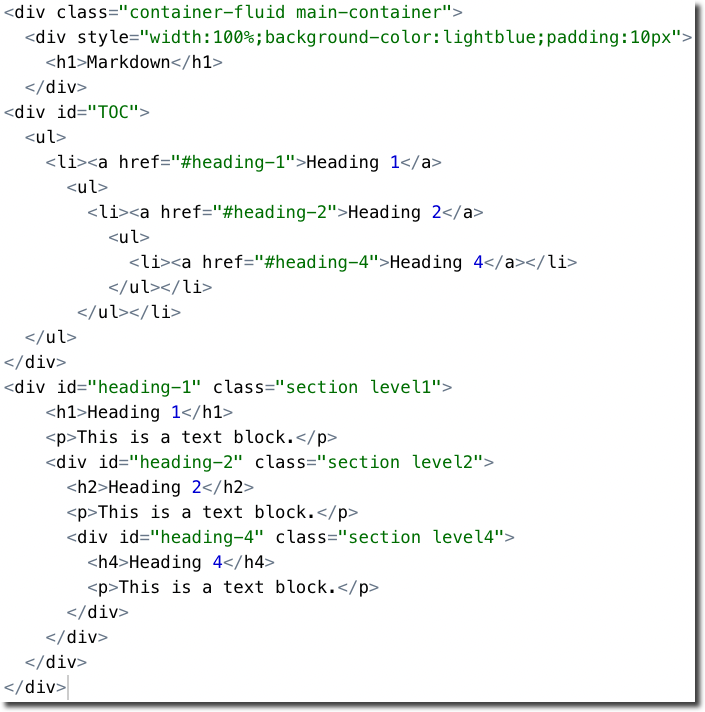 <div class="container-fluid main-container">
  <div style="width:100%;background-color:lightblue;padding:10px">
    <h1>Markdown</h1>
  </div>
<div id="TOC">
  <ul>
    <li><a href="#heading-1">Heading 1</a>
      <ul>
        <li><a href="#heading-2">Heading 2</a>
          <ul>
            <li><a href="#heading-4">Heading 4</a></li>
          </ul></li>
       </ul></li>
  </ul>
</div>
<div id="heading-1" class="section level1">
    <h1>Heading 1</h1>
    <p>This is a text block.</p>
    <div id="heading-2" class="section level2">
      <h2>Heading 2</h2>
      <p>This is a text block.</p>
      <div id="heading-4" class="section level4">
        <h4>Heading 4</h4>
        <p>This is a text block.</p>
      </div>
    </div>
  </div>
</div>